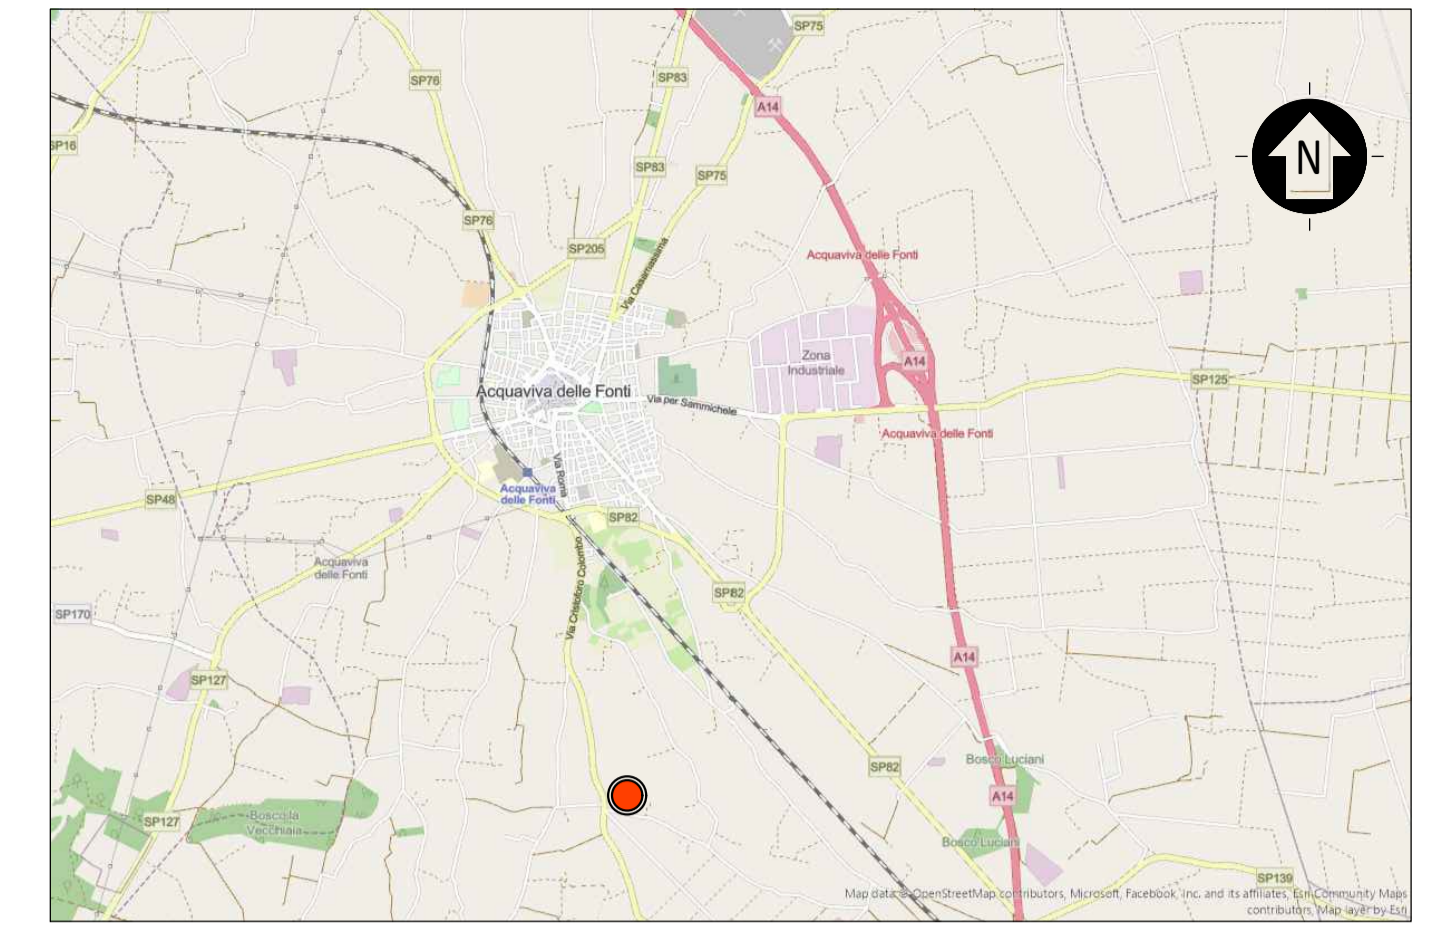 SP75
SP76
SP83
A14
SP16
N
SP83
SP75
SP76
SP205
Via Casamassima
Acquaviva delle Fonti
Zona
Industriale
A14
SP125
Acquaviva delle Fonti
Via per Sammichele
Acquaviva delle Fonti
Via Roma
SP48
Acquaviva
delle Fonti
SP82
Acquaviva
delle Fonti
Via Cristoforo Colombo
SP82
SP170
A14
SP127
Bosco Luciani
SP82
A14
SP127
Bosco la
Vecchiaia
Bosco Luciani
SP139
Map data © OpenStreetMap contributors, Microsoft, Facebook, Inc. and its affiliates, Esri Community Maps
contributors, Map layer by Esri